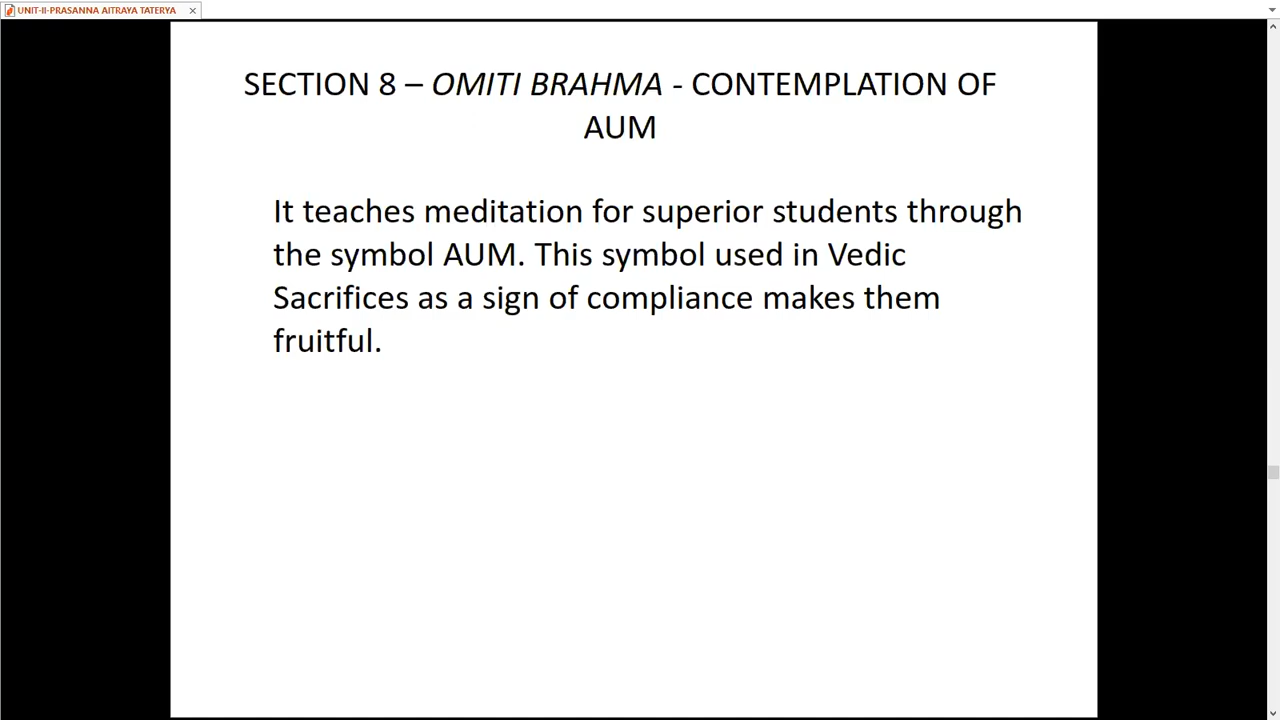 UNIT-II-PRASANNA AITRAYA TATERYA
SECTION 8 – OMITI BRAHMA - CONTEMPLATION OF
AUM
It teaches meditation for superior students through
the symbol AUM. This symbol used in Vedic
Sacrifices as a sign of compliance makes them
fruitful.